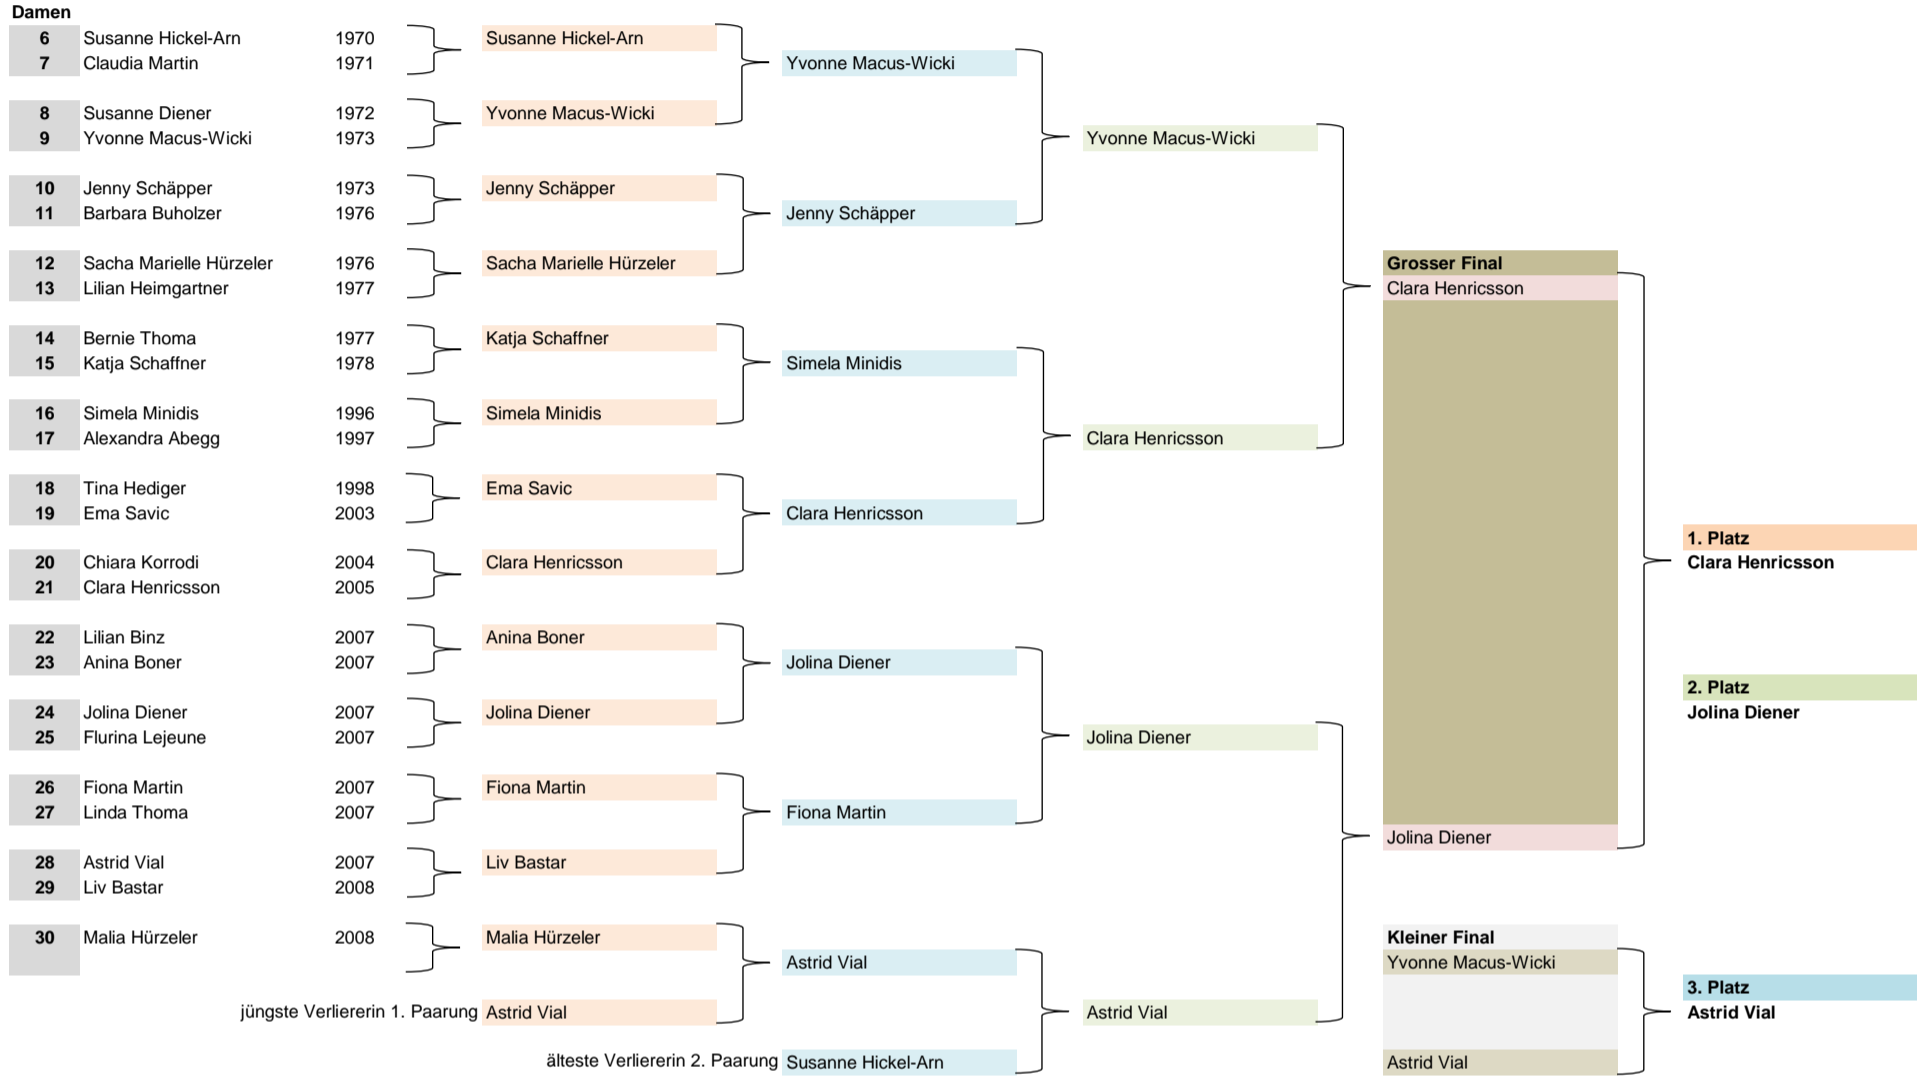 Damen
6 Susanne Hickel-Arn 1970 Susanne Hickel-Arn
7 Claudia Martin 1971 Yvonne Macus-Wicki
8 Susanne Diener 1972 Yvonne Macus-Wicki
9 Yvonne Macus-Wicki 1973 Yvonne Macus-Wicki
10 Jenny Schäpper 1973 Jenny Schäpper
11 Barbara Buholzer 1976 Jenny Schäpper
12 Sacha Marielle Hürzeler 1976 Sacha Marielle Hürzeler Grosser Final
13 Lilian Heimgartner 1977 Clara Henricsson
14 Bernie Thoma 1977 Katja Schaffner
15 Katja Schaffner 1978 Simela Minidis
16 Simela Minidis 1996 Simela Minidis
17 Alexandra Abegg 1997 Clara Henricsson
18 Tina Hediger 1998 Ema Savic
19 Ema Savic 2003 Clara Henricsson
1. Platz
20 Chiara Korrodi 2004 Clara Henricsson Clara Henricsson
21 Clara Henricsson 2005
22 Lilian Binz 2007 Anina Boner
23 Anina Boner 2007 Jolina Diener
2. Platz
24 Jolina Diener 2007 Jolina Diener Jolina Diener
25 Flurina Lejeune 2007 Jolina Diener
26 Fiona Martin 2007 Fiona Martin
27 Linda Thoma 2007 Fiona Martin
Jolina Diener
28 Astrid Vial 2007 Liv Bastar
29 Liv Bastar 2008
30 Malia Hürzeler 2008 Malia Hürzeler Kleiner Final
Astrid Vial Yvonne Macus-Wicki
3. Platz
jüngste Verliererin 1. Paarung Astrid Vial Astrid Vial Astrid Vial
älteste Verliererin 2. Paarung Susanne Hickel-Arn Astrid Vial